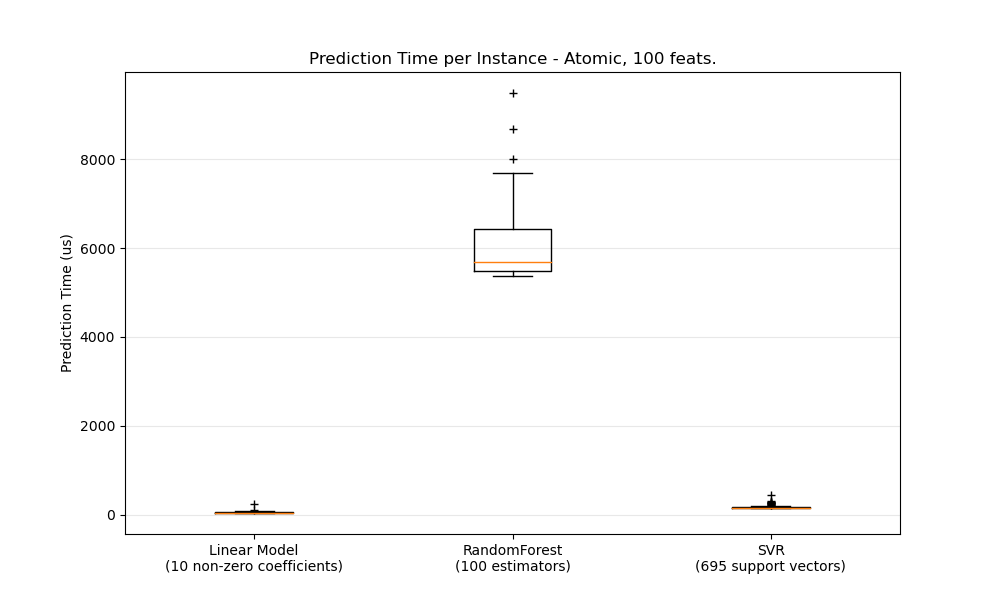 Prediction Time per Instance - Atomic, 100 feats.
Prediction Time (us)
8000
6000
4000
2000
0
Linear Model
(10 non-zero coefficients)
RandomForest
(100 estimators)
SVR
(695 support vectors)